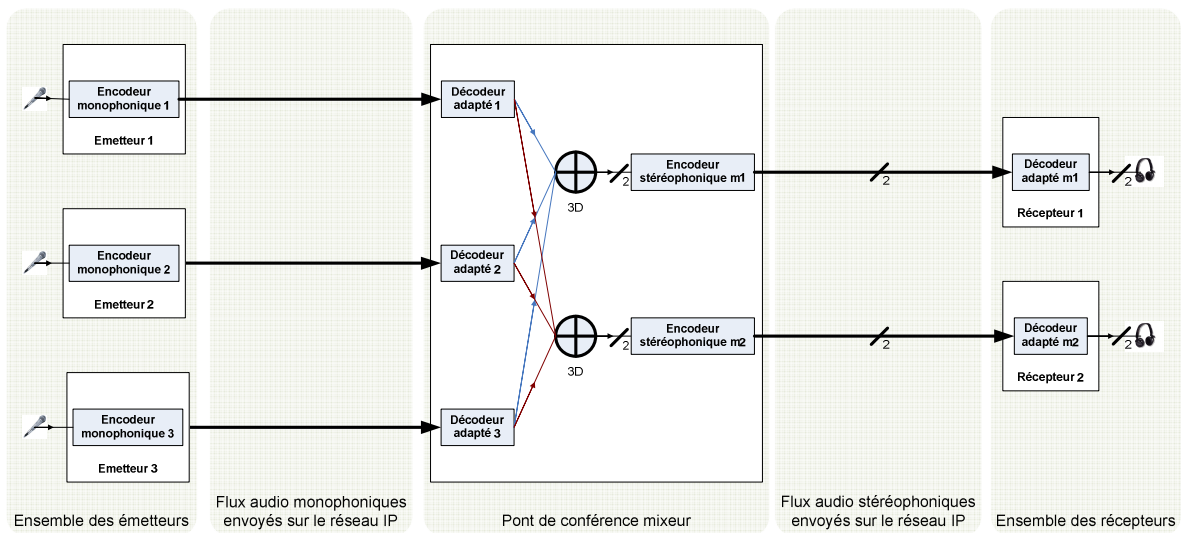 Encodeur
monophonique 1
Emetteur 1
Encodeur
monophonique 2
Emetteur 2
Encodeur
monophonique 3
Emetteur 3
Ensemble des émetteurs
Flux audio monophoniques
envoyés sur le réseau IP
Décodeur
adapté 1
Décodeur
adapté 2
Décodeur
adapté 3
3D
2
Encodeur
stéréophonique m1
3D
2
Encodeur
stéréophonique m2
Pont de conférence mixeur
2
2
Flux audio stéréophoniques
envoyés sur le réseau IP
Décodeur
adapté m1
2
Récepteur 1
Décodeur
adapté m2
2
Récepteur 2
Ensemble des récepteurs